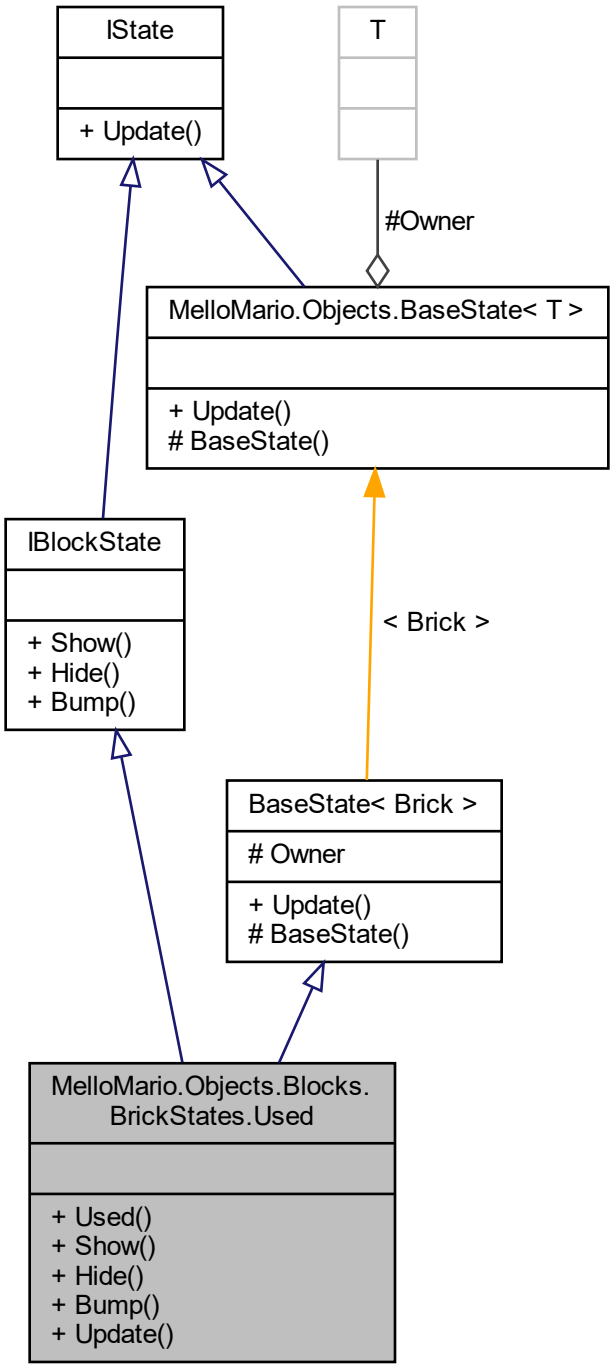 IState
+ Update()
T
#Owner
MelloMario.Objects.BaseState< T >
+ Update()
# BaseState()
IBlockState
+ Show()
+ Hide()
+ Bump()
< Brick >
BaseState< Brick >
# Owner
+ Update()
# BaseState()
MelloMario.Objects.Blocks.
BrickStates.Used
+ Used()
+ Show()
+ Hide()
+ Bump()
+ Update()